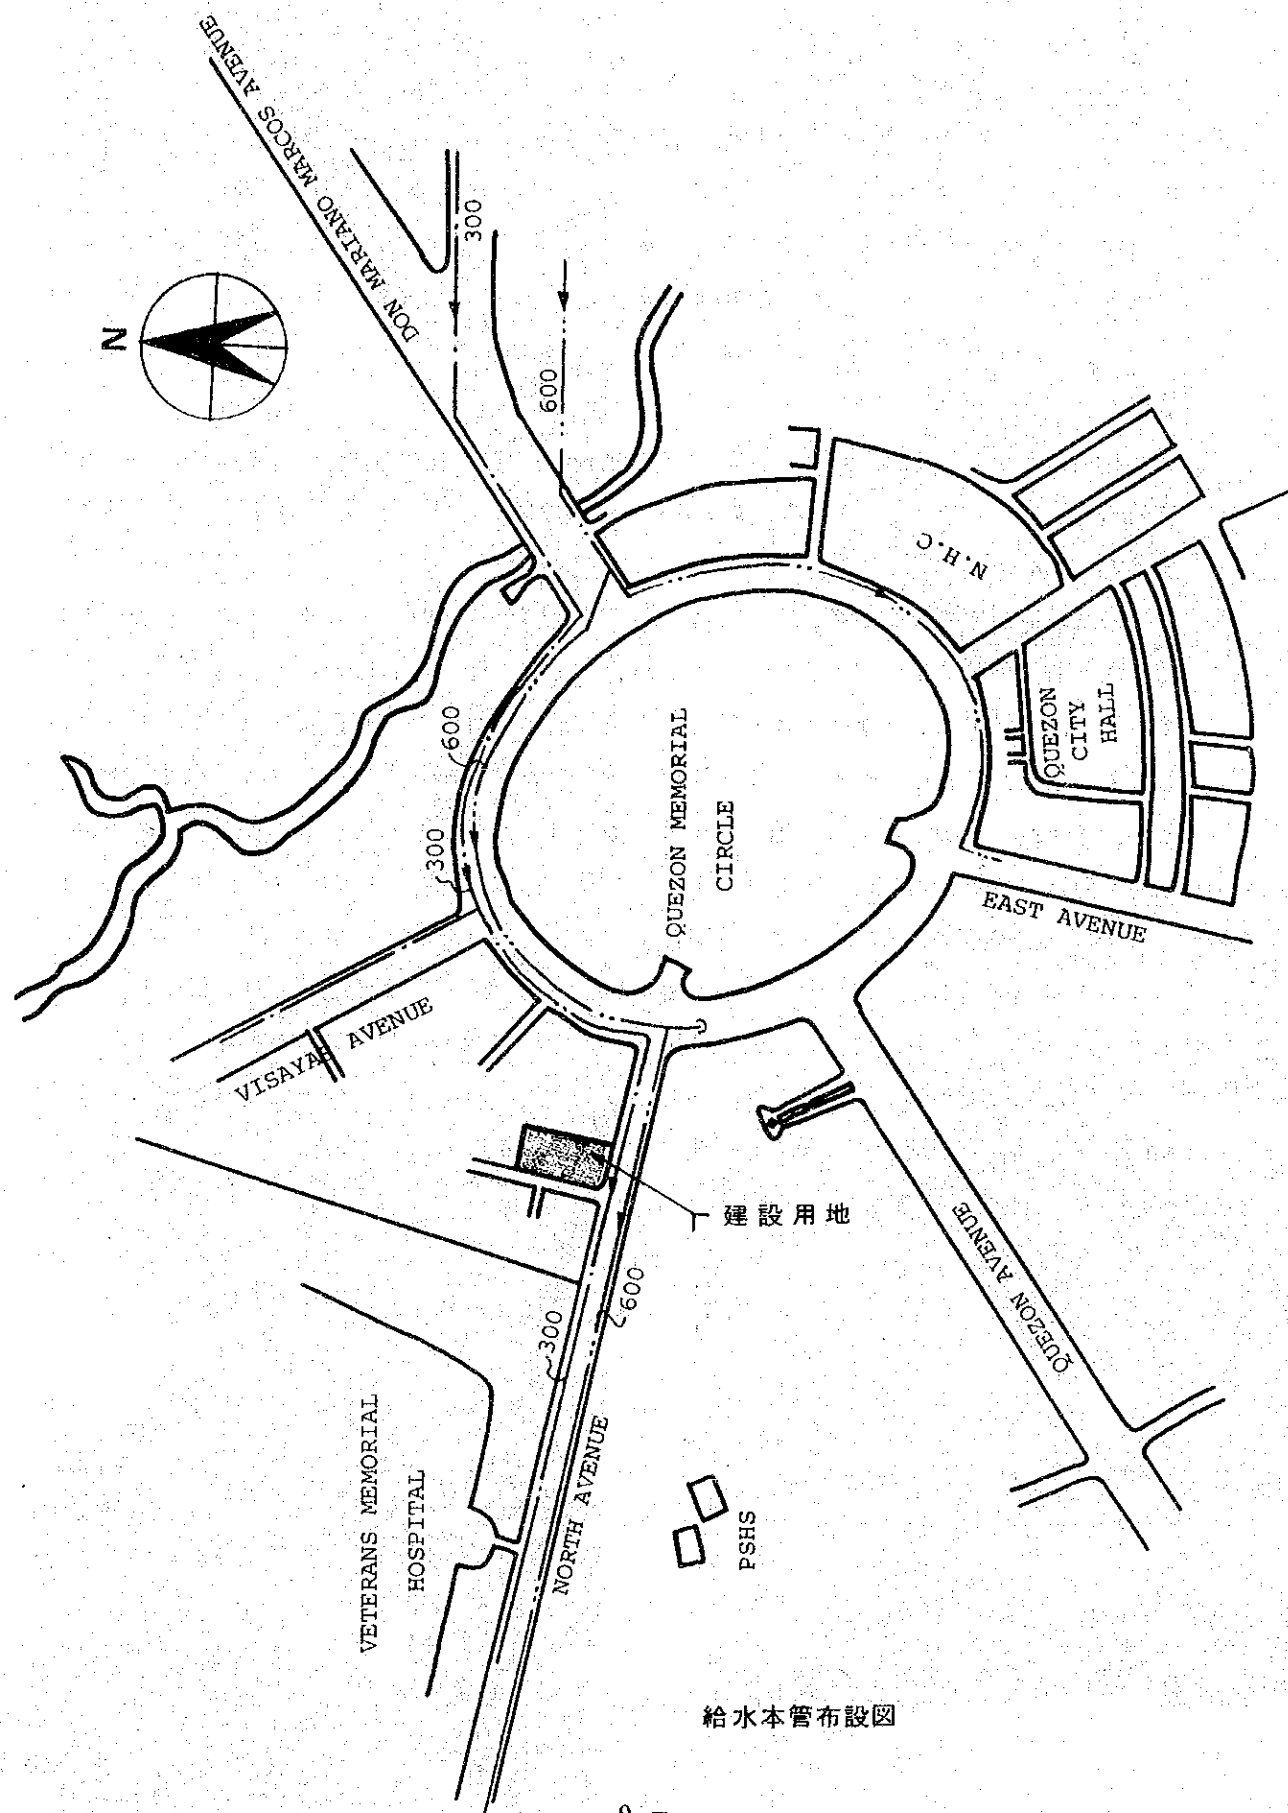 DON MARIANO MARCOS AVENUE
300
N
600
N.H.C
QUEZON
CITY
HALL
600
QUEZON MEMORIAL
CIRCLE
300
EAST AVENUE
VISAYAS AVENUE
建設用地
QUEZON AVENUE
600
300
VETERANS MEMORIAL
HOSPITAL
NORTH AVENUE
PSHS
給水本管布設図